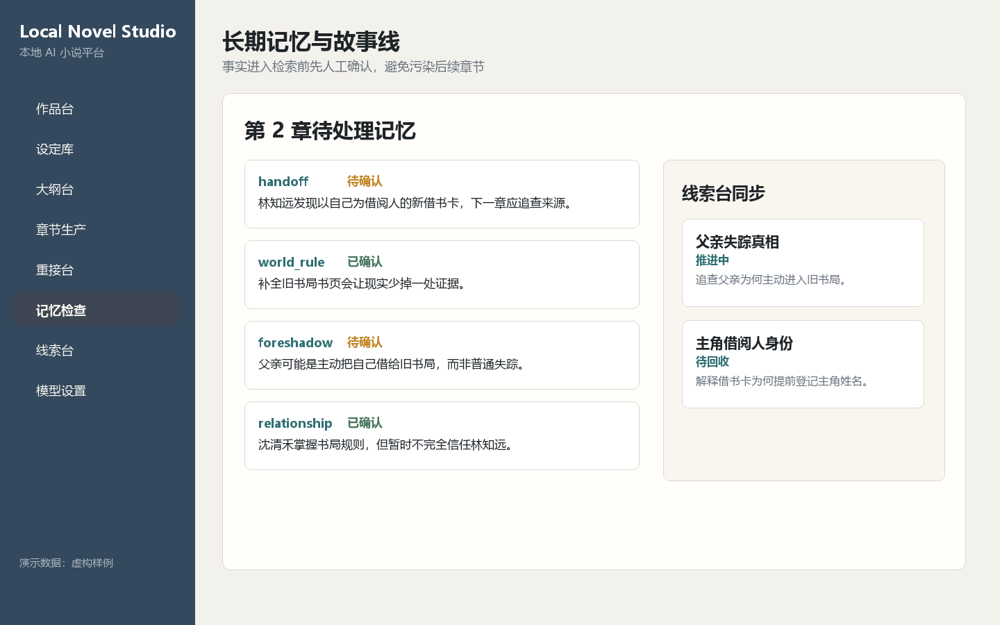 Local Novel Studio
本地 AI 小说平台
作品台
设定库
大纲台
章节生产
重接台
记忆检查
线索台
模型设置
演示数据：虚构样例
长期记忆与故事线
事实进入检索前先人工确认，避免污染后续章节
第 2 章待处理记忆
handoff 待确认
林知远发现以自己为借阅人的新借书卡，下一章应追查来源。
world_rule 已确认
补全旧书局书页会让现实少掉一处证据。
foreshadow 待确认
父亲可能是主动把自己借给旧书局，而非普通失踪。
relationship 已确认
沈清禾掌握书局规则，但暂时不完全信任林知远。
线索台同步
父亲失踪真相
推进中
追查父亲为何主动进入旧书局。
主角借阅人身份
待回收
解释借书卡为何提前登记主角姓名。